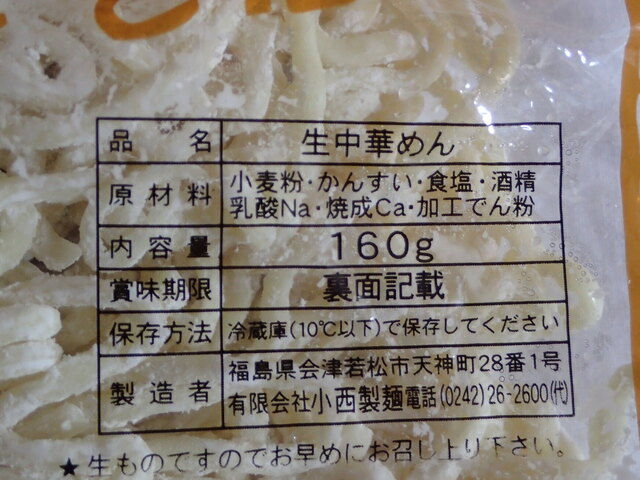 品名 生中華めん
原材料 小麦粉・かんすい・食塩・酒精
乳酸Na・焼成Ca・加工でん粉
内容量 160g
賞味期限 裏面記載
保存方法 冷蔵庫(10℃以下)で保存してください
製造者 福島県会津若松市天神町28番1号
有限会社小西製麺電話(0242)26-2600(代)
★生ものですのでお早めにお召し上り下さい。